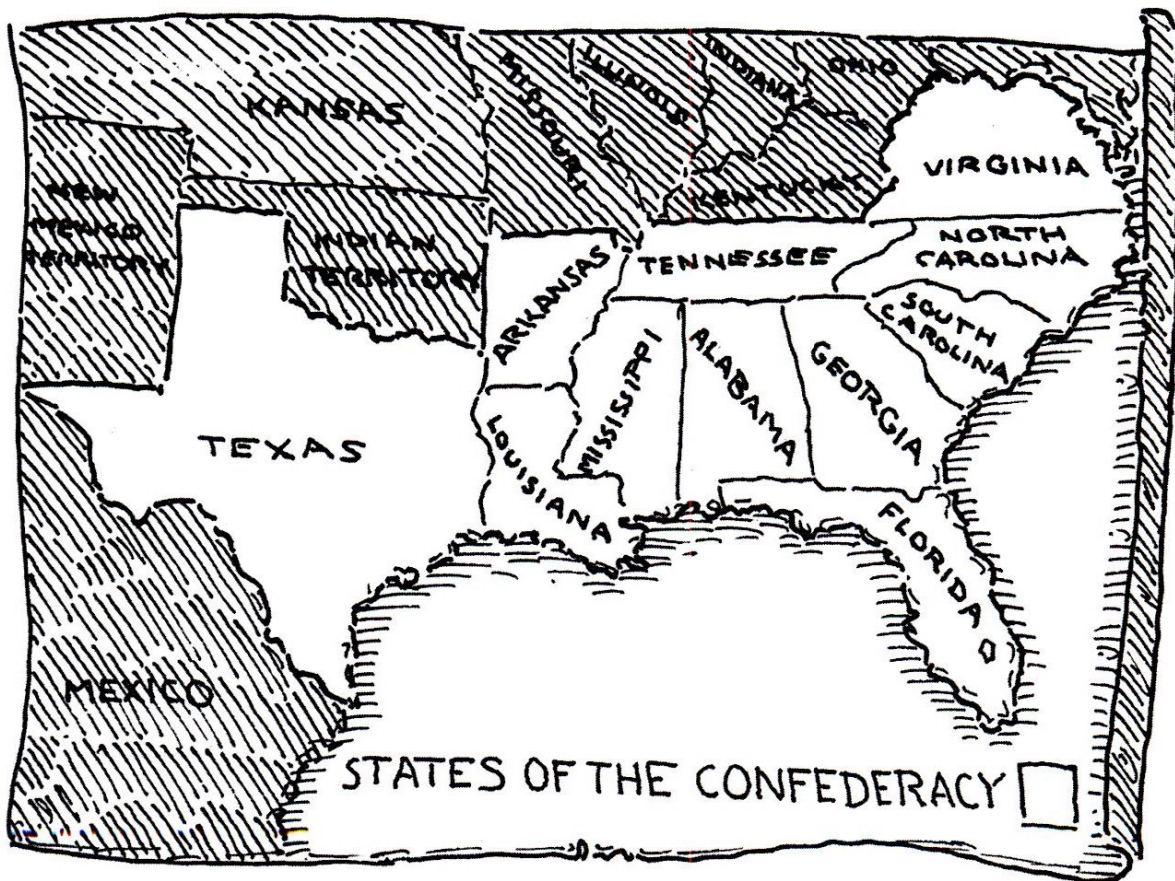 KANSAS
MISSOURI
ILLINOIS
INDIANA
OHIO
KENTUCKY
VIRGINIA
NEW
MEXICO
TERRITORY
INDIAN
TERRITORY
ARKANSAS
TENNESSEE
NORTH
CAROLINA
SOUTH
CAROLINA
TEXAS
LOUISIANA
MISSISSIPPI
ALABAMA
GEORGIA
FLORIDA
MEXICO
STATES OF THE CONFEDERACY